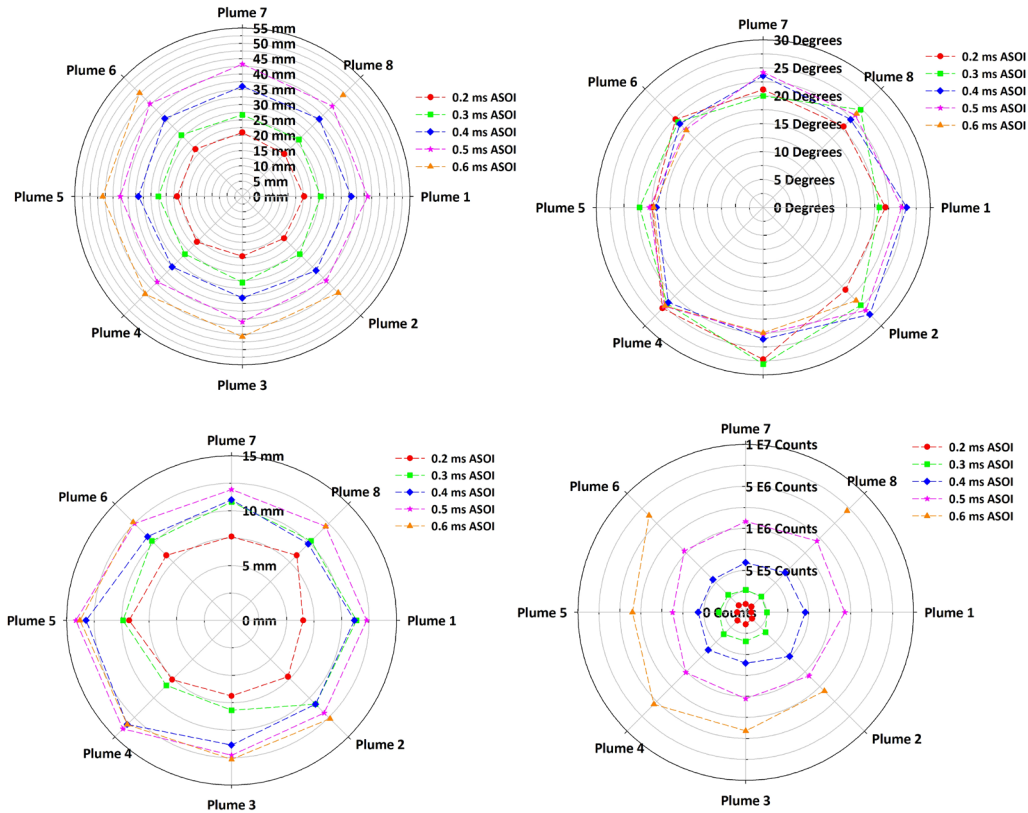 Plume 7
55 mm
50 mm
45 mm
40 mm
35 mm
30 mm
25 mm
20 mm
15 mm
10 mm
5 mm
0 mm
Plume 8
Plume 6
Plume 5
Plume 1
Plume 4
Plume 2
Plume 3
0.2 ms ASOI
0.3 ms ASOI
0.4 ms ASOI
0.5 ms ASOI
0.6 ms ASOI
Plume 7
30 Degrees
25 Degrees
20 Degrees
15 Degrees
10 Degrees
5 Degrees
0 Degrees
Plume 8
Plume 6
Plume 5
Plume 1
Plume 4
Plume 2
0.2 ms ASOI
0.3 ms ASOI
0.4 ms ASOI
0.5 ms ASOI
0.6 ms ASOI
Plume 7
15 mm
10 mm
5 mm
0 mm
Plume 8
Plume 6
Plume 5
Plume 1
Plume 4
Plume 2
Plume 3
0.2 ms ASOI
0.3 ms ASOI
0.4 ms ASOI
0.5 ms ASOI
0.6 ms ASOI
Plume 7
1 E7 Counts
5 E6 Counts
1 E6 Counts
5 E5 Counts
0 Counts
Plume 8
Plume 6
Plume 5
Plume 1
Plume 4
Plume 2
Plume 3
0.2 ms ASOI
0.3 ms ASOI
0.4 ms ASOI
0.5 ms ASOI
0.6 ms ASOI